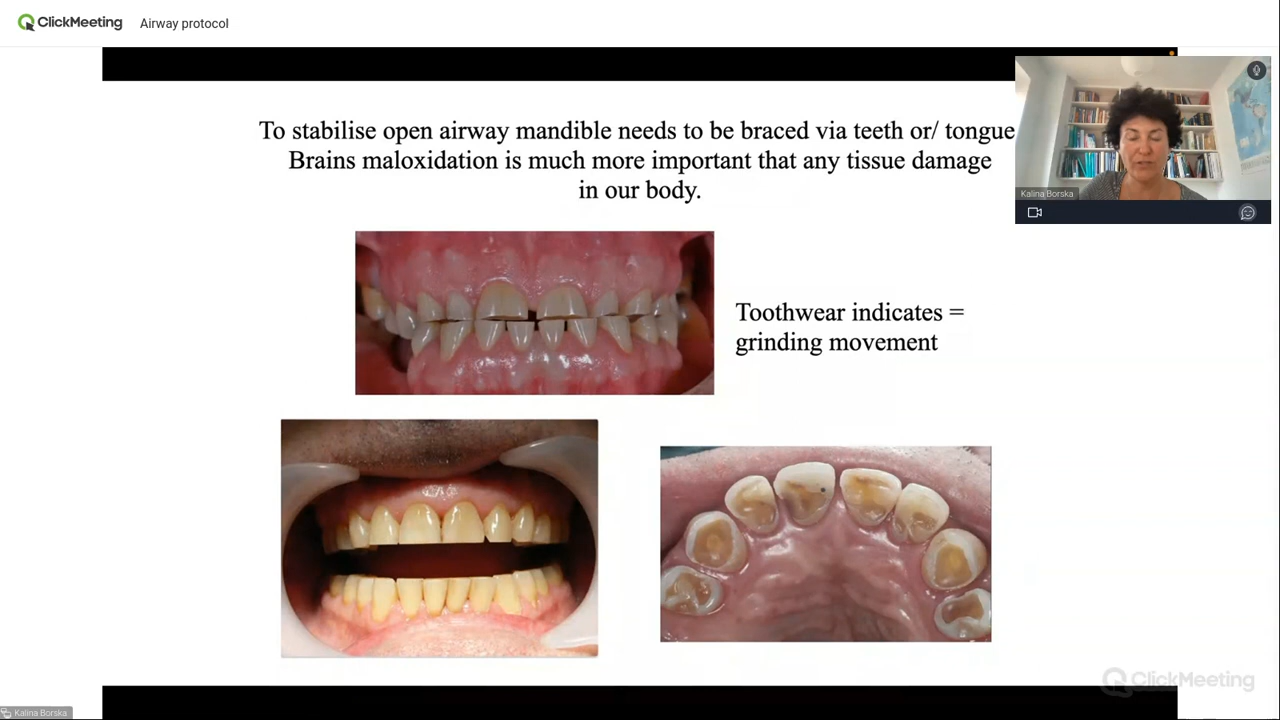 ClickMeeting Airway protocol
To stabilise open airway mandible needs to be braced via teeth or/ tongue
Brains maloxidation is much more important that any tissue damage
in our body.
Kalina Borska
Toothwear indicates =
grinding movement
ClickMeeting
Kalina Borska